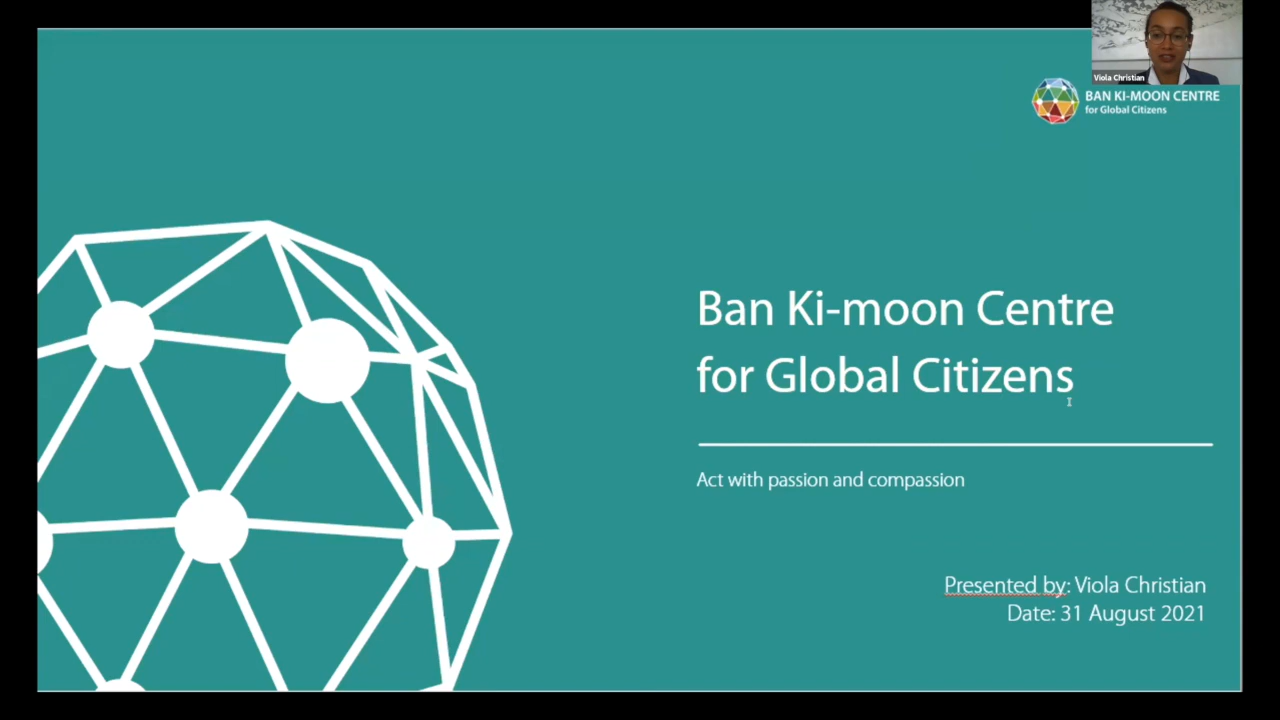 Viola Christian
BAN KI-MOON CENTRE
for Global Citizens
Ban Ki-moon Centre
for Global Citizens
Act with passion and compassion
Presented by: Viola Christian
Date: 31 August 2021